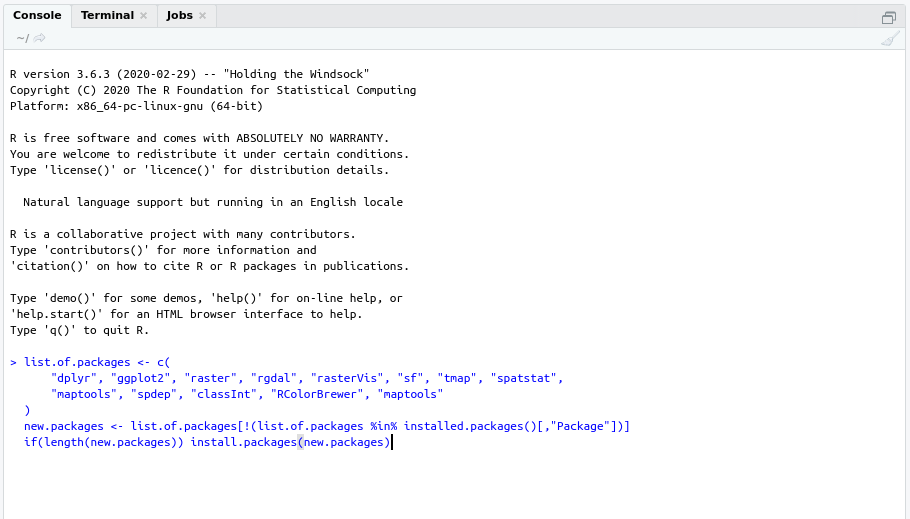 Console Terminal Jobs
~/
R version 3.6.3 (2020-02-29) -- "Holding the Windsock"
Copyright (C) 2020 The R Foundation for Statistical Computing
Platform: x86_64-pc-linux-gnu (64-bit)
R is free software and comes with ABSOLUTELY NO WARRANTY.
You are welcome to redistribute it under certain conditions.
Type 'license()' or 'licence()' for distribution details.
Natural language support but running in an English locale
R is a collaborative project with many contributors.
Type 'contributors()' for more information and
'citation()' on how to cite R or R packages in publications.
Type 'demo()' for some demos, 'help()' for on-line help, or
'help.start()' for an HTML browser interface to help.
Type 'q()' to quit R.
> list.of.packages <- c(
"dplyr", "ggplot2", "raster", "rgdal", "rasterVis", "sf", "tmap", "spatstat",
"maptools", "spdep", "classInt", "RColorBrewer", "maptools"
)
new.packages <- list.of.packages[!(list.of.packages %in% installed.packages()[,"Package"])]
if(length(new.packages)) install.packages(new.packages)